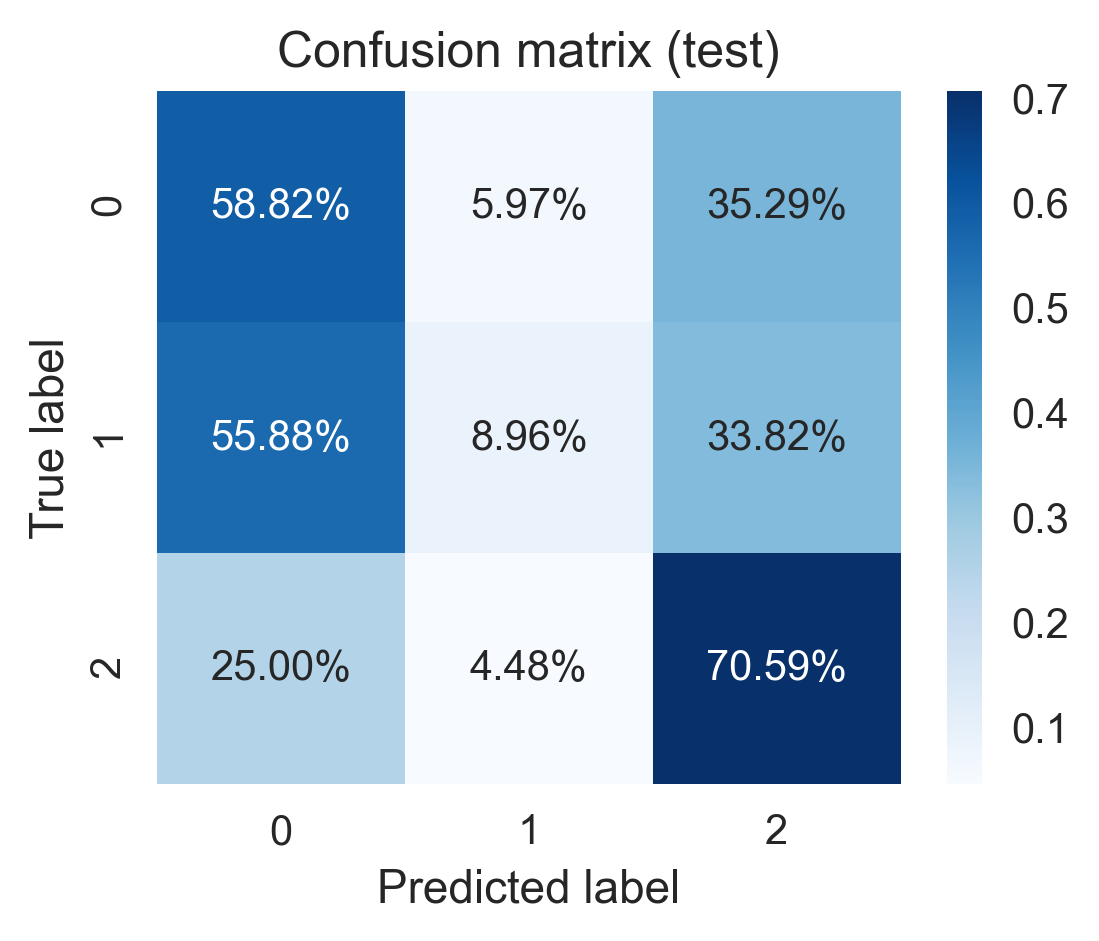 Confusion matrix (test)
58.82% 5.97% 35.29%
55.88% 8.96% 33.82%
25.00% 4.48% 70.59%
0
1
2
True label
0 1 2
Predicted label
0.7
0.6
0.5
0.4
0.3
0.2
0.1